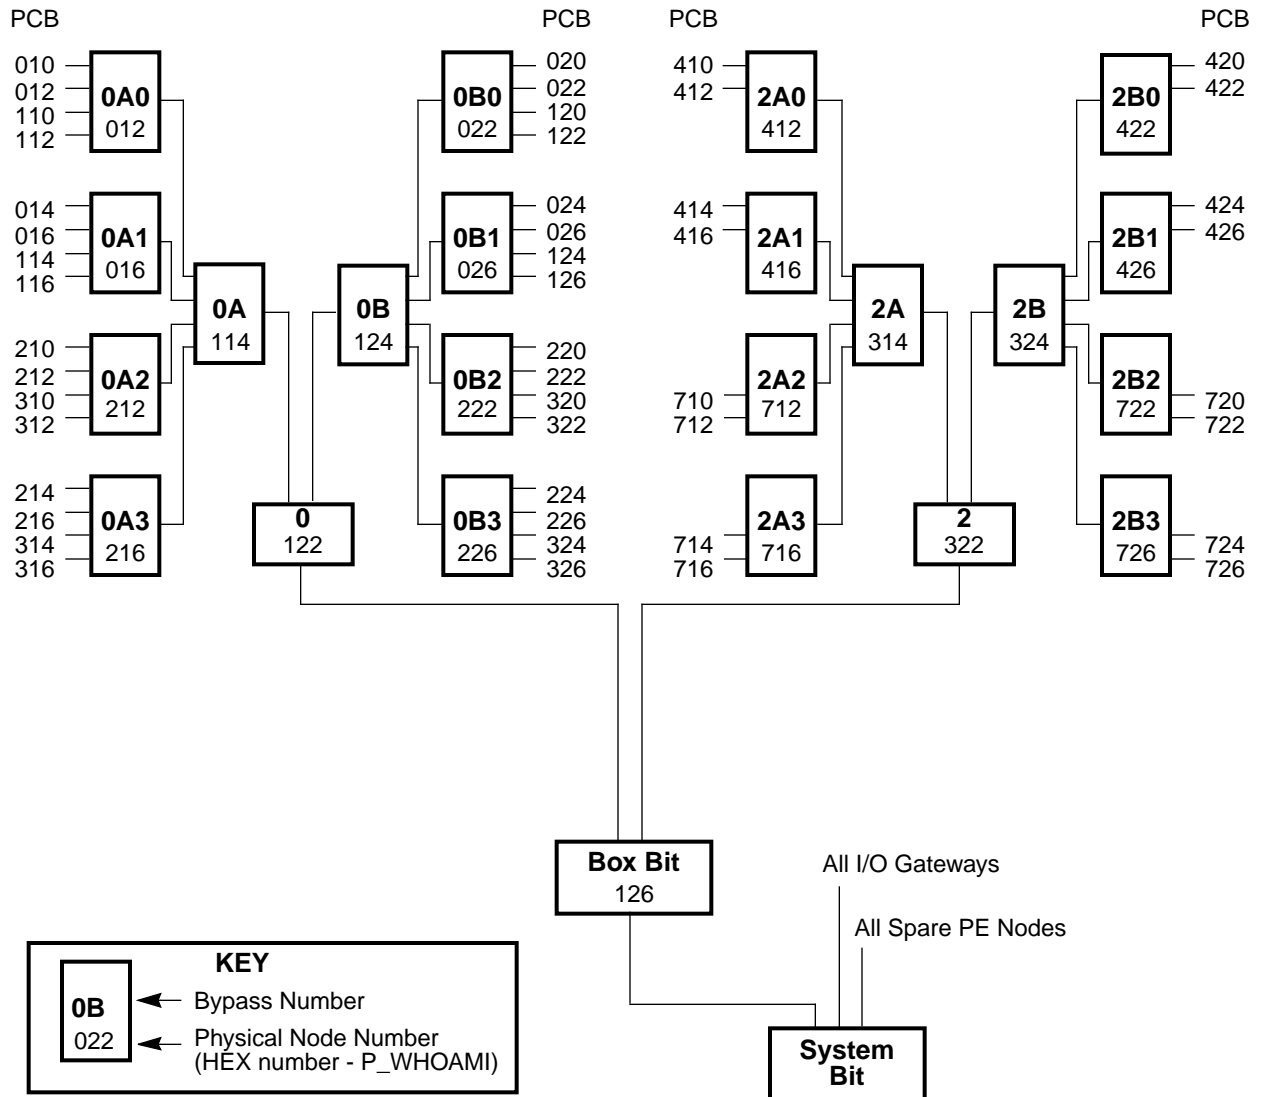 PCB
PCB
PCB
PCB
010
012
110
112
0A0
012
0B0
022
020
022
120
122
410
412
2A0
412
2B0
422
420
422
014
016
114
116
0A1
016
0B1
026
024
026
124
126
414
416
2A1
416
2B1
426
424
426
0A
114
0B
124
2A
314
2B
324
210
212
310
312
0A2
212
0B2
222
220
222
320
322
710
712
2A2
712
2B2
722
720
722
214
216
314
316
0A3
216
0
122
0B3
226
224
226
324
326
714
716
2A3
716
2
322
2B3
726
724
726
Box Bit
126
All I/O Gateways
All Spare PE Nodes
System
Bit
KEY
0B
022
Bypass Number
Physical Node Number
(HEX number - P_WHOAMI)